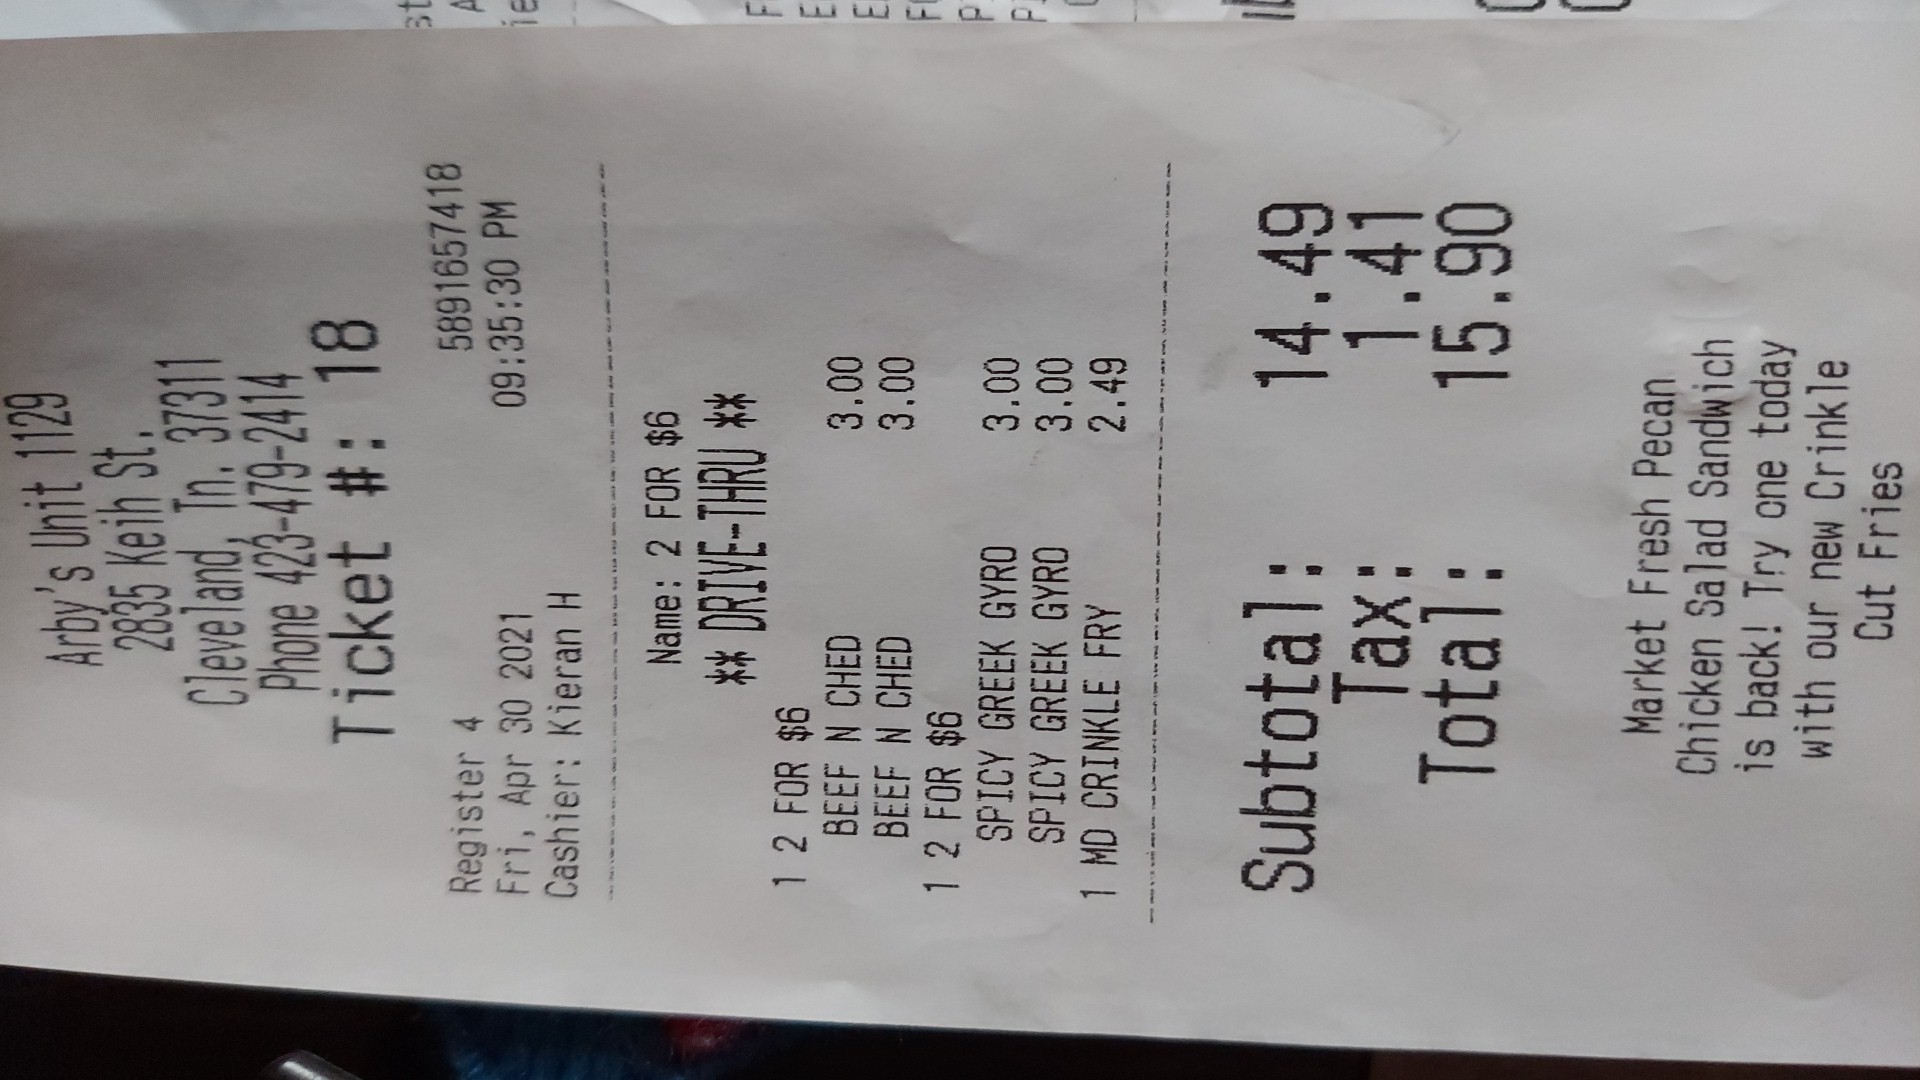 Arby's Unit 1129
2835 Keih St.
Cleveland, Tn. 37311
Phone 423-479-2414
Ticket #: 18
589165741​8
Register 4
Fri, Apr 30 2021 09:35:30 PM
Cashier: Kieran H
Name: 2 FOR $6
** DRIVE-THRU **
1 2 FOR $6
BEEF N CHED 3.00
BEEF N CHED 3.00
1 2 FOR $6
SPICY GREEK GYRO 3.00
SPICY GREEK GYRO 3.00
1 MD CRINKLE FRY 2.49
Subtotal: 14.49
Tax: 1.41
Total: 15.90
Market Fresh Pecan
Chicken Salad Sandwich
is back! Try one today
with our new Crinkle
Cut Fries